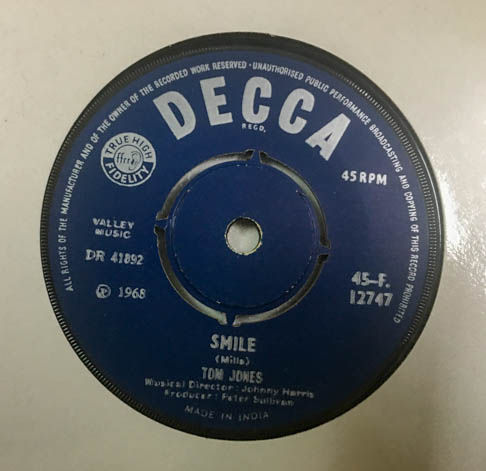 ALL RIGHTS OF THE MANUFACTURER AND OF THE OWNER OF THE RECORDED WORK RESERVED · UNAUTHORISED PUBLIC PERFORMANCE BROADCASTING AND COPYING OF THIS RECORD PROHIBITED
DECCA
REGD.
TRUE HIGH
ffrr
FIDELITY
45 RPM
VALLEY
MUSIC
DR 41892
Ⓟ 1968
45-F.
12747
SMILE
(Mills)
TOM JONES
Musical Director: Johnny Harris
Producer: Peter Sullivan
MADE IN INDIA